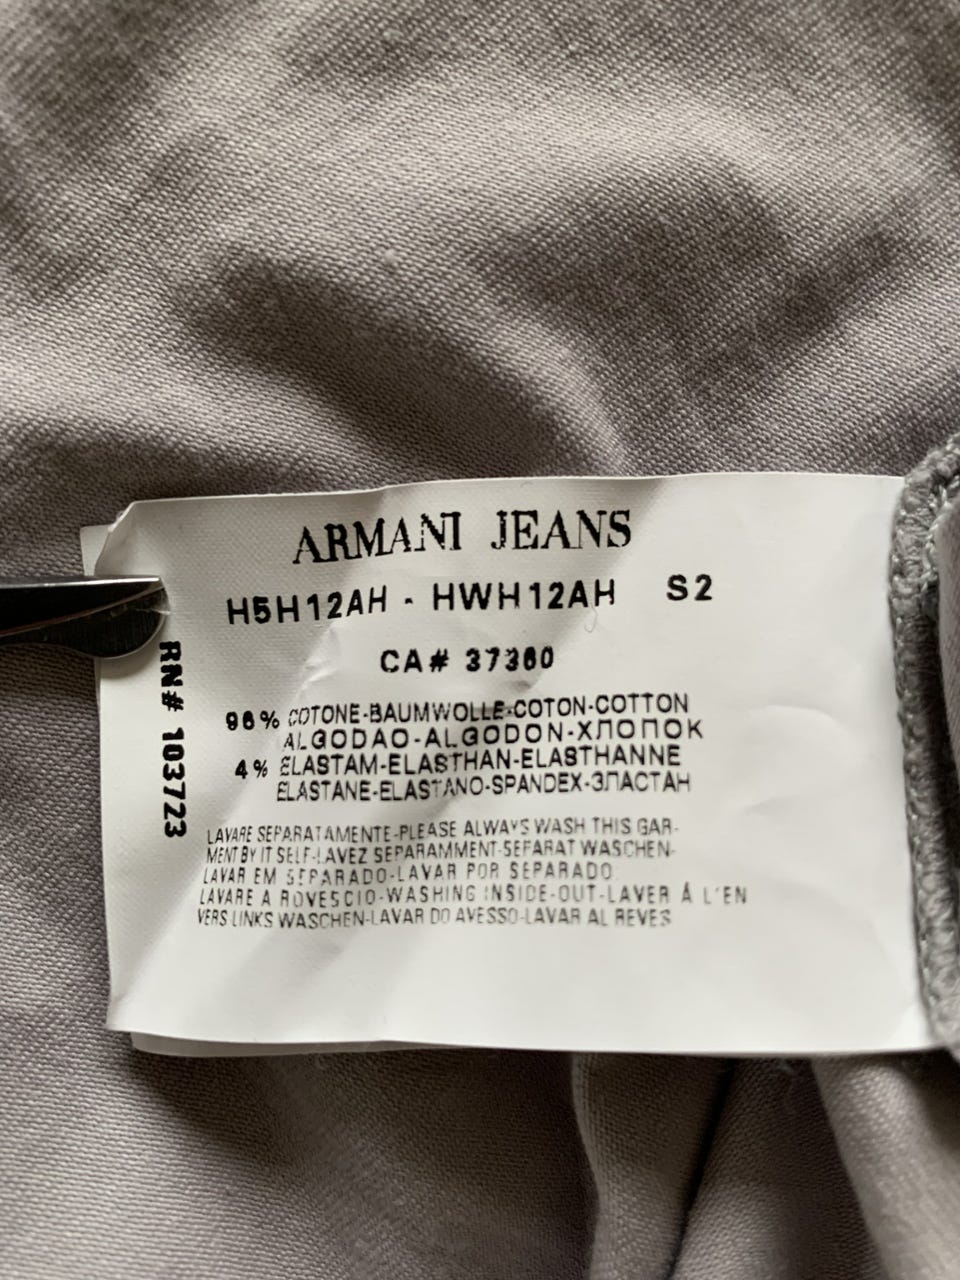 ARMANI JEANS
H5H12AH - HWH12AH S2
CA# 37360
96% COTONE-BAUMWOLLE-COTON-COTTON
ALGODAO-ALGODON-ХЛОПОК
4% ELASTAM-ELASTHAN-ELASTHANNE
ELASTANE-ELASTANO-SPANDEX-ЗЛАСТАН
LAVARE SEPARATAMENTE-PLEASE ALWAYS WASH THIS GAR-
MENT BY IT SELF-LAVEZ SEPARAMMENT-SEFARAT WASCHEN-
LAVAR EM SEPARADO-LAVAR POR SEPARADO
LAVARE A ROVESCIO-WASHING INSIDE-OUT-LAVER Á L'EN
VERS LINKS WASCHEN-LAVAR DO AVESSO-LAVAR AL REVES
RN# 103723